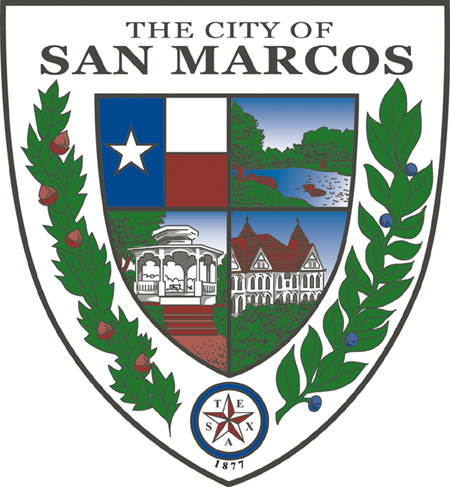 THE CITY OF
SAN MARCOS
TEXAS
1877